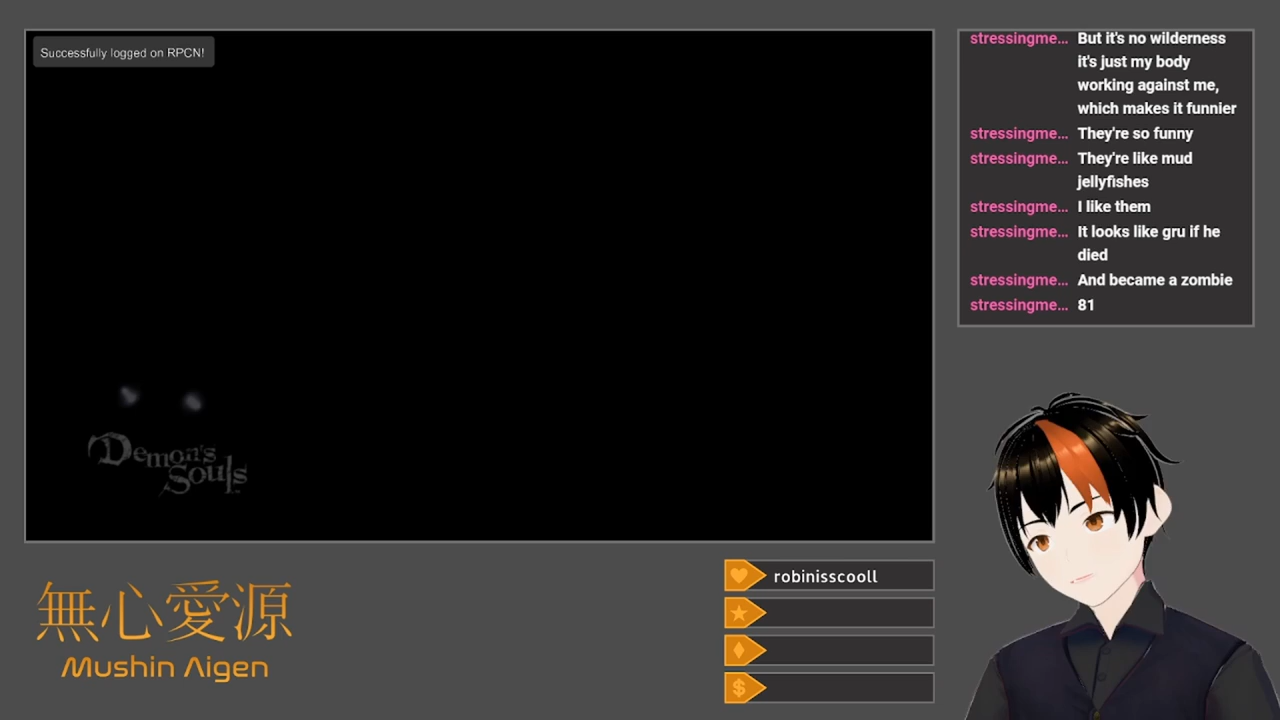 Successfully logged on RPCN!
Demon's
Souls
無心愛源
Mushin Aigen
robinisscooll
$
stressingme... But it's no wilderness
it's just my body
working against me,
which makes it funnier
stressingme... They're so funny
stressingme... They're like mud
jellyfishes
stressingme... I like them
stressingme... It looks like gru if he
died
stressingme... And became a zombie
stressingme... 81